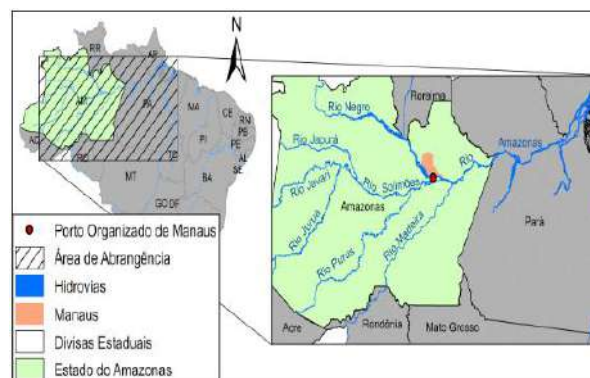 N
RR
AP
AM
PA
MA
CE
RN
PB
PE
AL
SE
PI
AC
RO
TO
MT
BA
GO DF
Porto Organizado de Manaus
Área de Abrangência
Hidrovias
Manaus
Divisas Estaduais
Estado do Amazonas
Roraima
Rio Negro
Rio Japurá
Amazonas
Rio
Rio Javari
Rio Solimões
Amazonas
Pará
Rio Juruá
Rio Purus
Rio Madeira
Acre
Rondônia
Mato Grosso